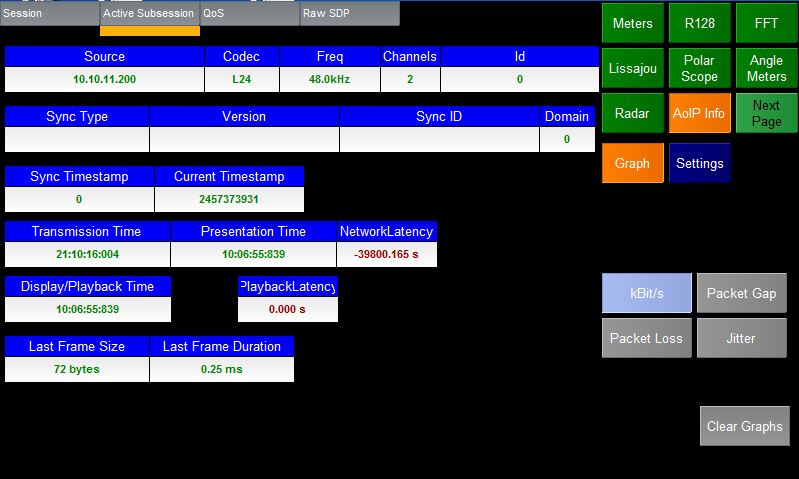 Session Active Subsession QoS Raw SDP
Source Codec Freq Channels Id
10.10.11.200 L24 48.0kHz 2 0
Sync Type Version Sync ID Domain
0
Sync Timestamp Current Timestamp
0 2457373931
Transmission Time Presentation Time NetworkLatency
21:10:16:004 10:06:55:839 -39800.165 s
Display/Playback Time PlaybackLatency
10:06:55:839 0.000 s
Last Frame Size Last Frame Duration
72 bytes 0.25 ms
Meters R128 FFT
Lissajou Polar Scope Angle Meters
Radar AoIP Info Next Page
Graph Settings
kBit/s Packet Gap
Packet Loss Jitter
Clear Graphs